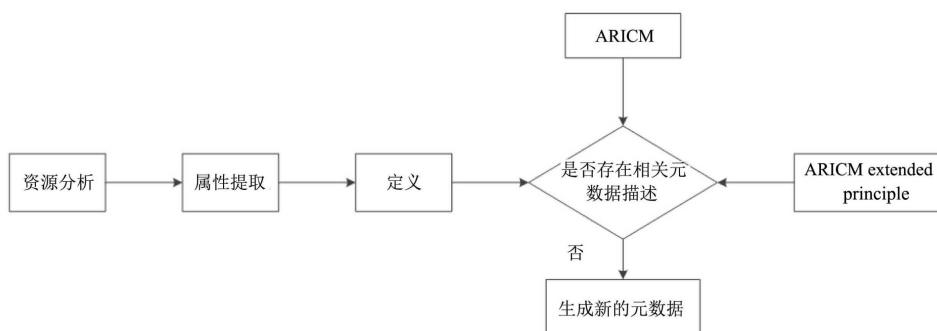 ARICM
资源分析
属性提取
定义
是否存在相关元
数据描述
ARICM extended
principle
否
生成新的元数据